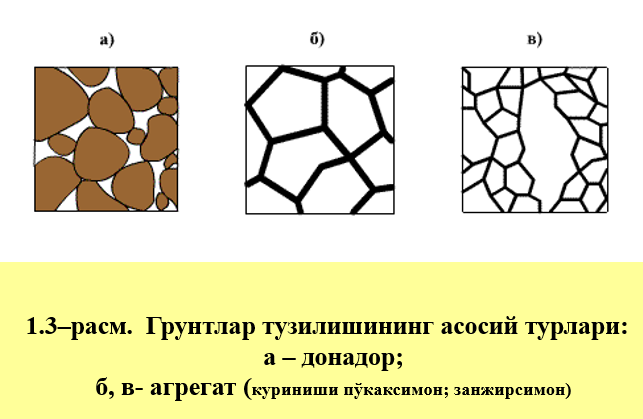 а)
б)
в)
1.3–расм. Грунтлар тузилишининг асосий турлари:
а – донадор;
б, в- агрегат (куриниши пўкаксимон; занжирсимон)